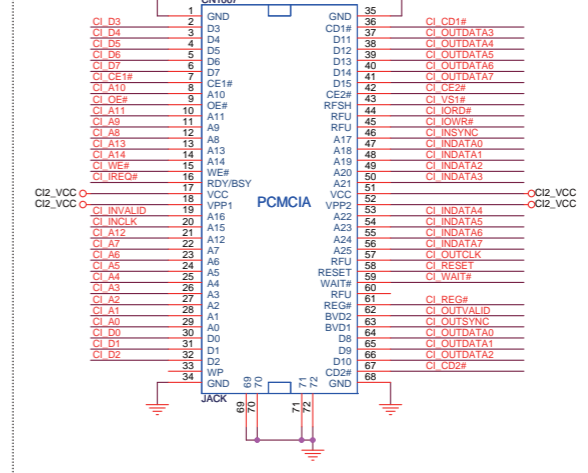 1 GND GND 35
CI_D3 2 D3 CD1# 36 CI_CD1#
CI_D4 3 D4 D11 37 CI_OUTDATA3
CI_D5 4 D5 D12 38 CI_OUTDATA4
CI_D6 5 D6 D13 39 CI_OUTDATA5
CI_D7 6 D7 D14 40 CI_OUTDATA6
CI_CE1# 7 CE1# D15 41 CI_OUTDATA7
CI_A10 8 A10 CE2# 42 CI_CE2#
CI_OE# 9 OE# RFSH 43 CI_VS1#
CI_A11 10 A11 RFU 44 CI_IORD#
CI_A9 11 A9 RFU 45 CI_IOWR#
CI_A8 12 A8 A17 46 CI_INSYNC
CI_A13 13 A13 A18 47 CI_INDATA0
CI_A14 14 A14 A19 48 CI_INDATA1
CI_WE# 15 WE# A20 49 CI_INDATA2
CI_IREQ# 16 RDY/BSY A21 50 CI_INDATA3
CI2_VCC 17 VCC VCC 51 CI2_VCC
CI2_VCC 18 VPP1 PCMCIA VPP2 52 CI2_VCC
CI_INVALID 19 A16 A22 53 CI_INDATA4
CI_INCLK 20 A15 A23 54 CI_INDATA5
CI_A12 21 A12 A24 55 CI_INDATA6
CI_A7 22 A7 A25 56 CI_INDATA7
CI_A6 23 A6 RFU 57 CI_OUTCLK
CI_A5 24 A5 RESET 58 CI_RESET
CI_A4 25 A4 WAIT# 59 CI_WAIT#
CI_A3 26 A3 RFU 60
CI_A2 27 A2 REG# 61 CI_REG#
CI_A1 28 A1 BVD2 62 CI_OUTVALID
CI_A0 29 A0 BVD1 63 CI_OUTSYNC
CI_D0 30 D0 D8 64 CI_OUTDATA0
CI_D1 31 D1 D9 65 CI_OUTDATA1
CI_D2 32 D2 D10 66 CI_OUTDATA2
33 WP CD2# 67 CI_CD2#
34 GND 69 70 71 72 GND 68
JACK
69 70 71 72